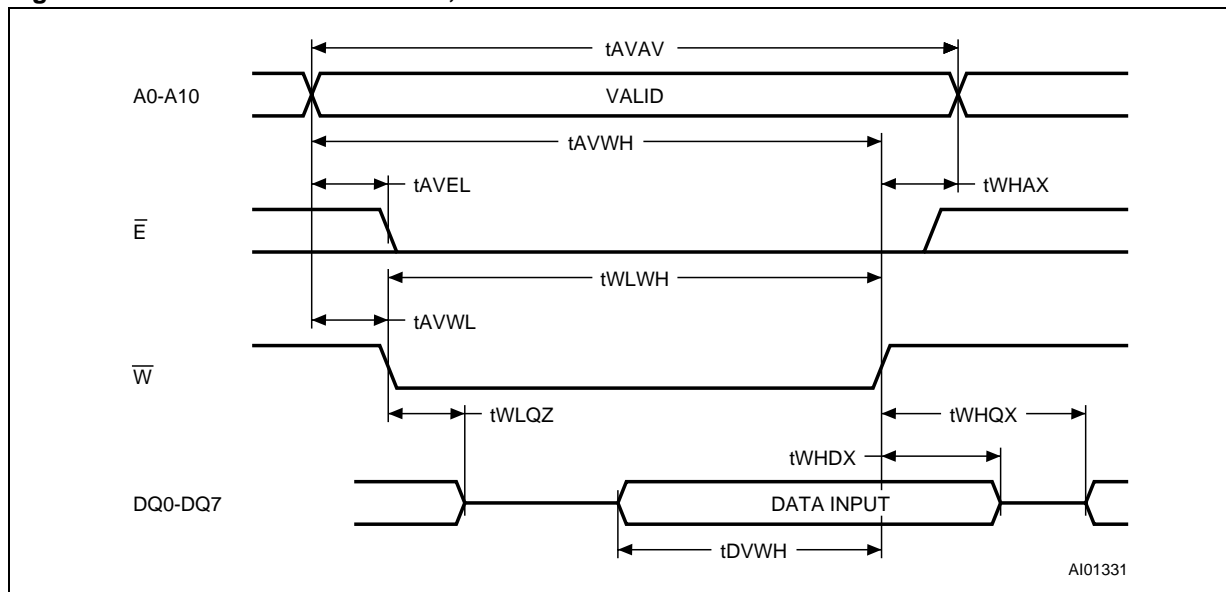 tAVAV
A0-A10
VALID
tAVWH
tAVEL
tWHAX
E̅
tWLWH
tAVWL
W̅
tWLQZ
tWHQX
tWHDX
DQ0-DQ7
DATA INPUT
tDVWH
AI01331